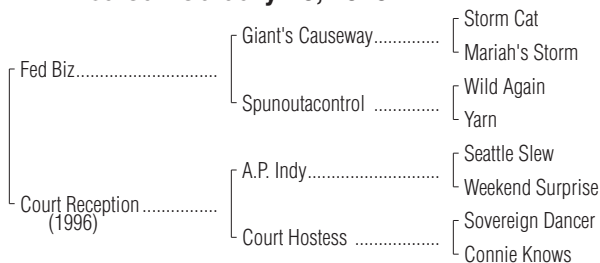 Giant's Causeway..............
Storm Cat
Mariah's Storm
Fed Biz..............................
Spunoutacontrol ..............
Wild Again
Yarn
A.P. Indy......................
Seattle Slew
Weekend Surprise
Court Reception ................
(1996)
Court Hostess ..................
Sovereign Dancer
Connie Knows